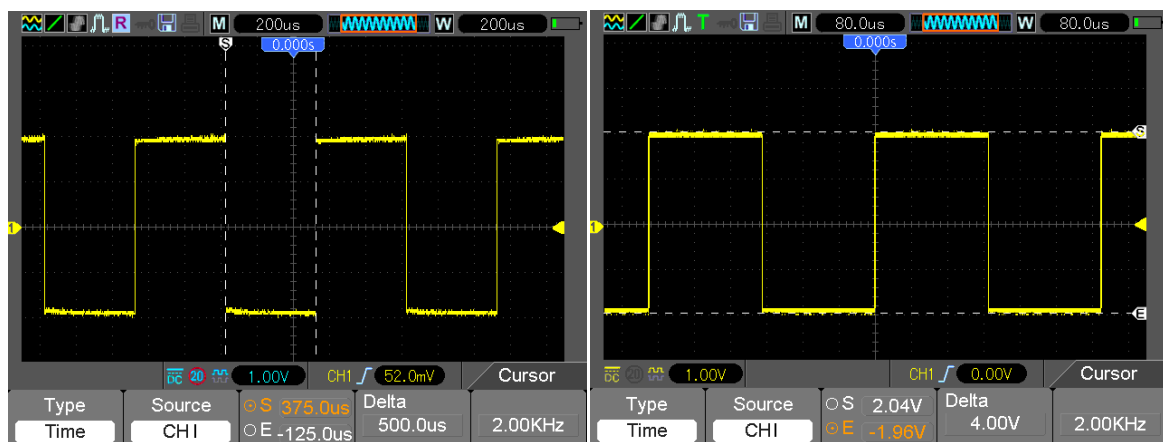 R M 200us W 200us
S
0.000s
1
DC 20 1.00V CH1 52.0mV Cursor
Type Source S 375.0us Delta
Time CH1 E -125.0us 500.0us 2.00KHz
T M 80.0us W 80.0us
0.000s
S
1
E
DC 20 1.00V CH1 0.00V Cursor
Type Source S 2.04V Delta
Time CH1 E -1.96V 4.00V 2.00KHz